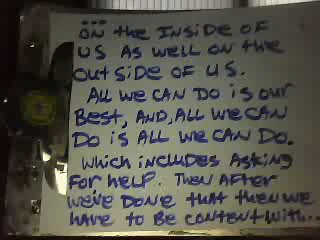 ...
ON the INSiDe OF
US AS Well ON the
OUtSiDe OF US.
All We CAN DO iS OUR
BeSt, AND, All We CAN
DO iS All We CAN DO.
Which iNClUDeS ASKiNg
FOR helP. TheN AFteR
We've DONe thAt theN We
HAVe to Be CONteNt With...